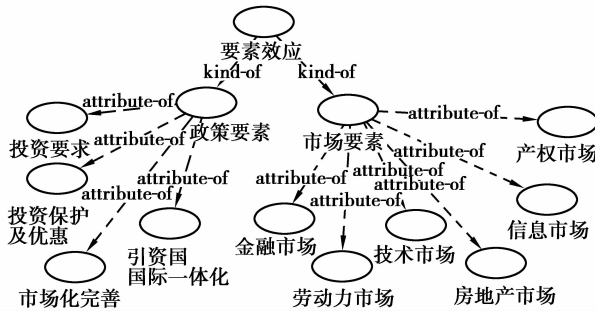 要素效应
kind-of
kind-of
attribute-of
政策要素
市场要素
attribute-of
投资要求
attribute-of
attribute-of
产权市场
attribute-of
attribute-of
attribute-of
attribute-of
attribute-of
attribute-of
投资保护
及优惠
引资国
国际一体化
金融市场
技术市场
信息市场
市场化完善
劳动力市场
房地产市场